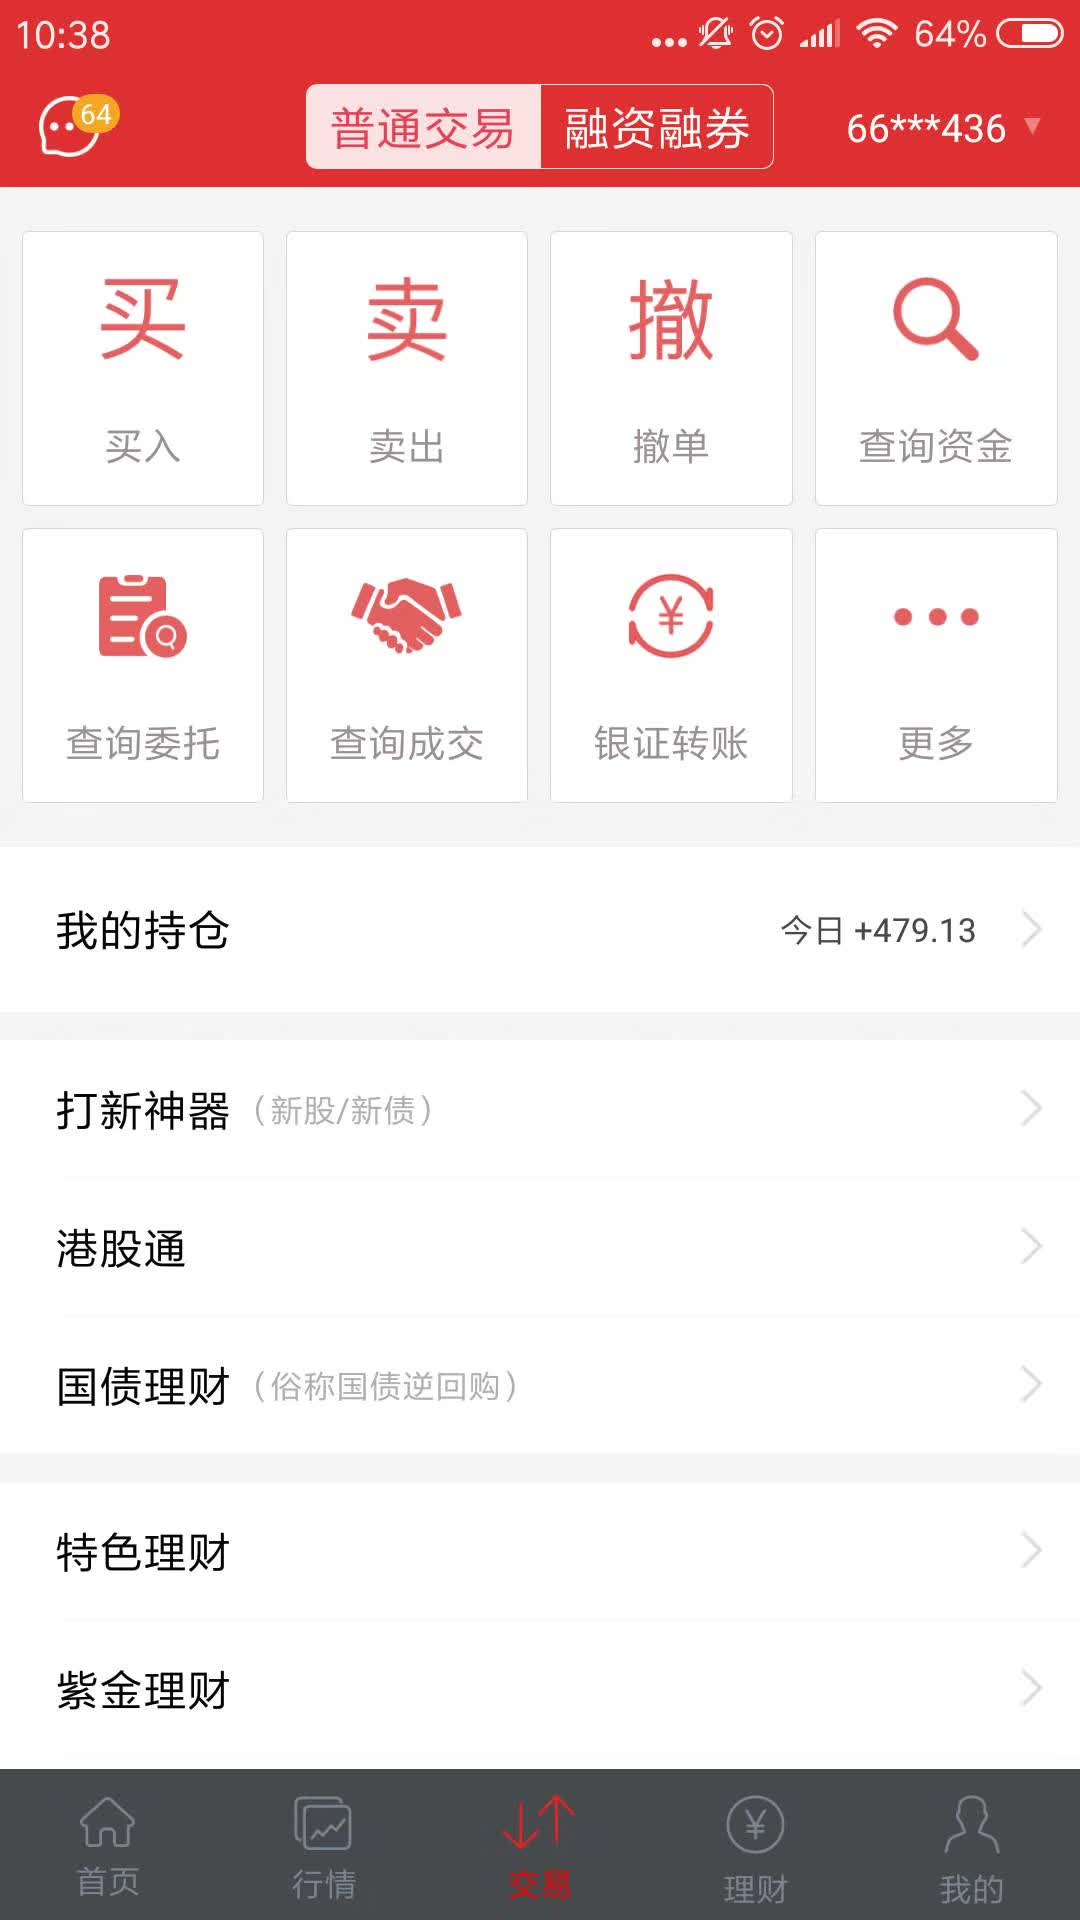 10:38 64%
64 普通交易 融资融券 66***436
买 卖 撤
买入 卖出 撤单 查询资金
¥
查询委托 查询成交 银证转账 更多
我的持仓 今日 +479.13
打新神器（新股/新债）
港股通
国债理财（俗称国债逆回购）
特色理财
紫金理财
¥
首页 行情 交易 理财 我的